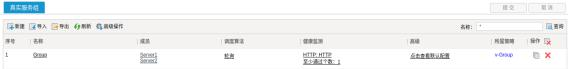 真实服务组
提交 取消
新建 导入 导出 刷新 高级操作 名称: * 查询
序号 名称 成员 调度算法 健康监测 高级 所属策略 操作
1 Group Server1 轮询 HTTP: HTTP 点击查看默认配置 v-Group
Server2 至少通过个数: 1